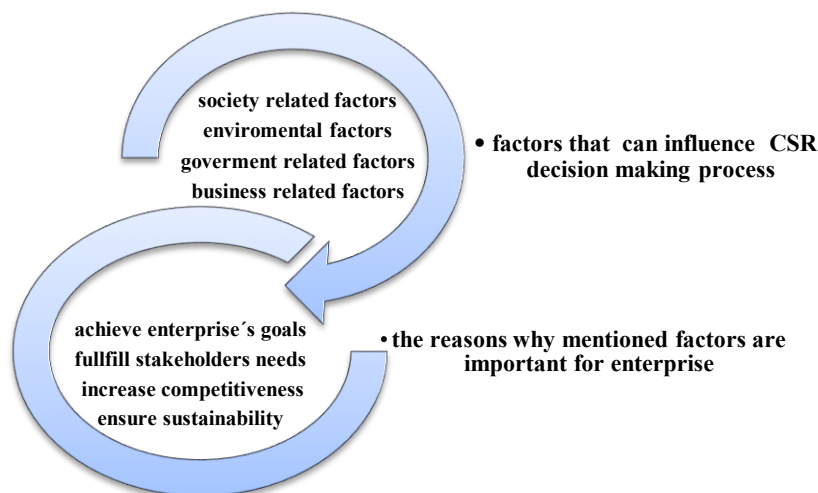 society related factors
enviromental factors
goverment related factors
business related factors
• factors that can influence CSR
decision making process
achieve enterprise´s goals
fullfill stakeholders needs
increase competitiveness
ensure sustainability
• the reasons why mentioned factors are
important for enterprise